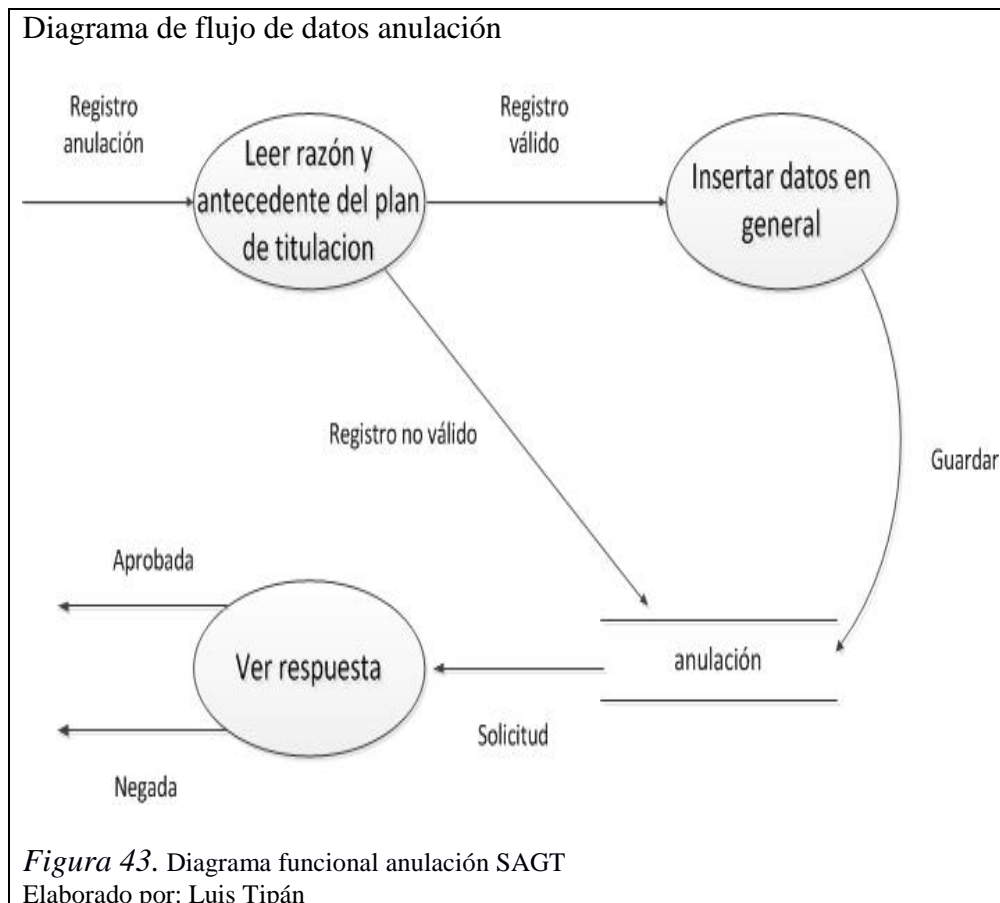 Diagrama de flujo de datos anulación
Registro
anulación
Leer razón y
antecedente del plan
de titulacion
Registro
válido
Insertar datos en
general
Registro no válido
Guardar
Aprobada
Ver respuesta
anulación
Solicitud
Negada
Figura 43. Diagrama funcional anulación SAGT
Elaborado por: Luis Tipán